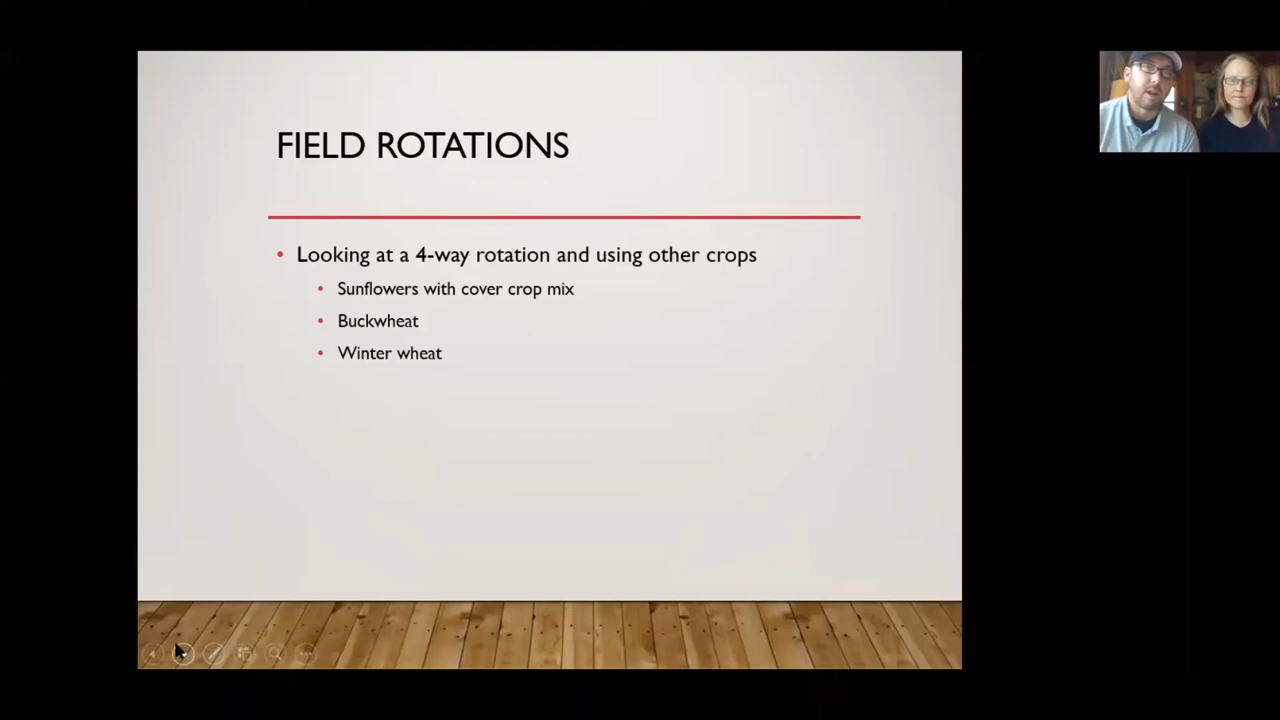 FIELD ROTATIONS
• Looking at a 4-way rotation and using other crops
• Sunflowers with cover crop mix
• Buckwheat
• Winter wheat